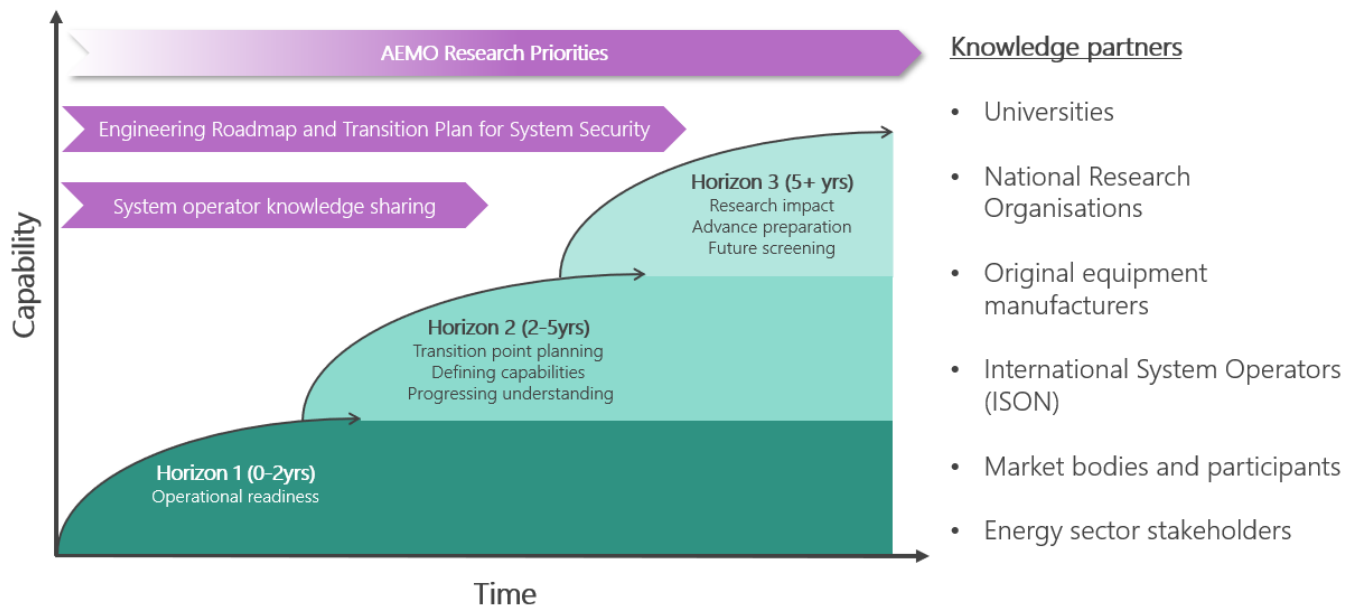 AEMO Research Priorities
Engineering Roadmap and Transition Plan for System Security
System operator knowledge sharing
Capability
Horizon 3 (5+ yrs)
Research impact
Advance preparation
Future screening
Horizon 2 (2-5yrs)
Transition point planning
Defining capabilities
Progressing understanding
Horizon 1 (0-2yrs)
Operational readiness
Time
Knowledge partners
• Universities
• National Research
Organisations
• Original equipment
manufacturers
• International System Operators
(ISON)
• Market bodies and participants
• Energy sector stakeholders